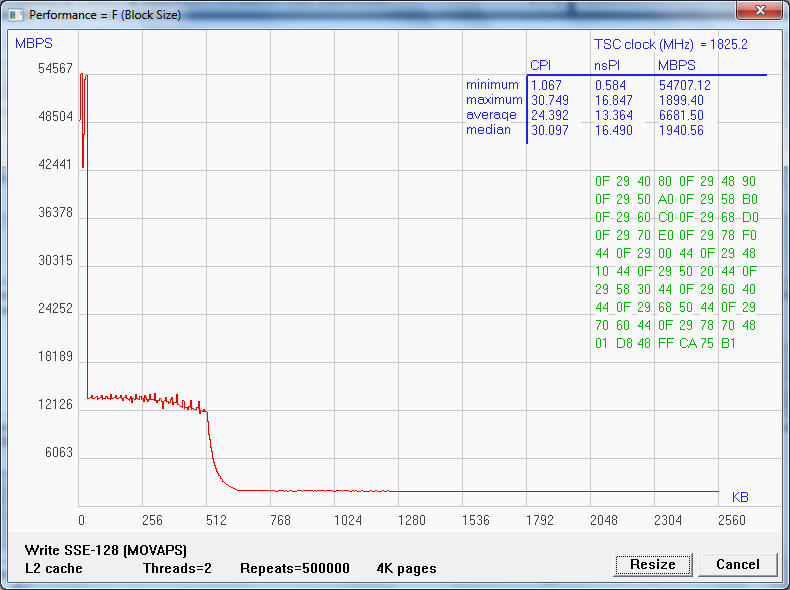 Performance = F (Block Size)
MBPS
TSC clock (MHz) = 1825.2
CPI nsPI MBPS
minimum 1.067 0.584 54707.12
maximum 30.749 16.847 1899.40
average 24.392 13.364 6681.50
median 30.097 16.490 1940.56
54567
48504
42441
36378
30315
24252
18189
12126
6063
0F 29 40 80 0F 29 48 90
0F 29 50 A0 0F 29 58 B0
0F 29 60 C0 0F 29 68 D0
0F 29 70 E0 0F 29 78 F0
44 0F 29 00 44 0F 29 48
10 44 0F 29 50 20 44 0F
29 58 30 44 0F 29 60 40
44 0F 29 68 50 44 0F 29
70 60 44 0F 29 78 70 48
01 D8 48 FF CA 75 B1
KB
0 256 512 768 1024 1280 1536 1792 2048 2304 2560
Write SSE-128 (MOVAPS)
L2 cache Threads=2 Repeats=500000 4K pages
Resize Cancel